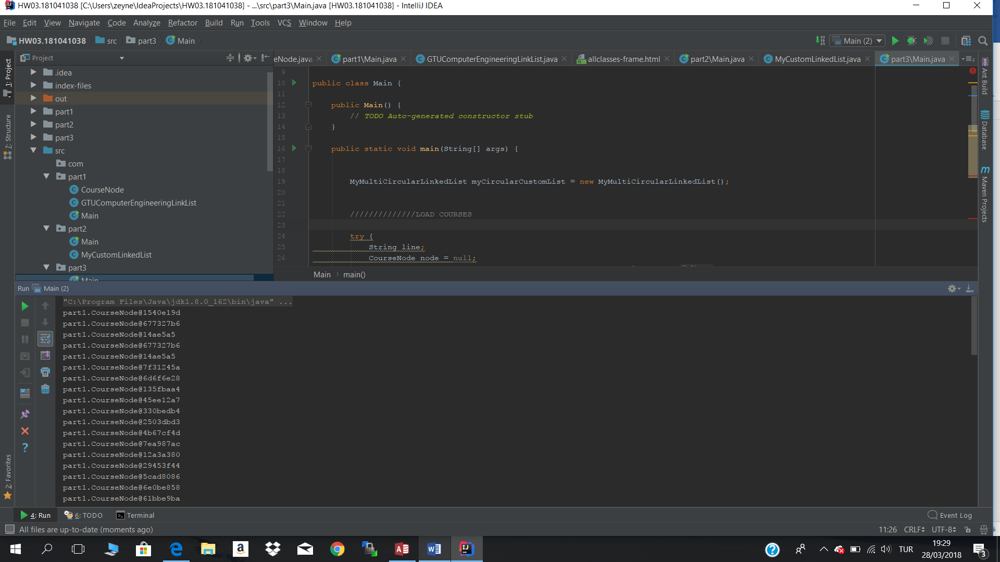 HW03.181041038 [C:\Users\zeyne\IdeaProjects\HW03.181041038] - ...\src\part3\Main.java [HW03.181041038] - IntelliJ IDEA
File Edit View Navigate Code Analyze Refactor Build Run Tools VCS Window Help
HW03.181041038 src part3 Main
Main (2)
Project
eNode.java part1\Main.java GTUComputerEngineeringLinkList.java allclasses-frame.html part2\Main.java MyCustomLinkedList.java part3\Main.java
1: Project
7: Structure
2: Favorites
.idea
index-files
out
part1
part2
part3
src
com
part1
CourseNode
GTUComputerEngineeringLinkList
Main
part2
Main
MyCustomLinkedList
part3
Main
9
10 public class Main {
11
12 public Main() {
13 // TODO Auto-generated constructor stub
14 }
15
16 public static void main(String[] args) {
17
18
19 MyMultiCircularLinkedList myCircularCustomList = new MyMultiCircularLinkedList();
20
21
22 //////////////LOAD COURSES
23
24 try {
25 String line;
26 CourseNode node = null;
Main main()
Ant Build
Database
Maven Projects
Run Main (2)
"C:\Program Files\Java\jdk1.8.0_162\bin\java" ...
part1.CourseNode@1540e19d
part1.CourseNode@677327b6
part1.CourseNode@14ae5a5
part1.CourseNode@677327b6
part1.CourseNode@14ae5a5
part1.CourseNode@7f31245a
part1.CourseNode@6d6f6e28
part1.CourseNode@135fbaa4
part1.CourseNode@45ee12a7
part1.CourseNode@330bedb4
part1.CourseNode@2503dbd3
part1.CourseNode@4b67cf4d
part1.CourseNode@7ea987ac
part1.CourseNode@12a3a380
part1.CourseNode@29453f44
part1.CourseNode@5cad8086
part1.CourseNode@6e0be858
part1.CourseNode@61bbe9ba
4: Run 6: TODO Terminal Event Log
All files are up-to-date (moments ago) 11:26 CRLF UTF-8
TUR
19:29
28/03/2018
3